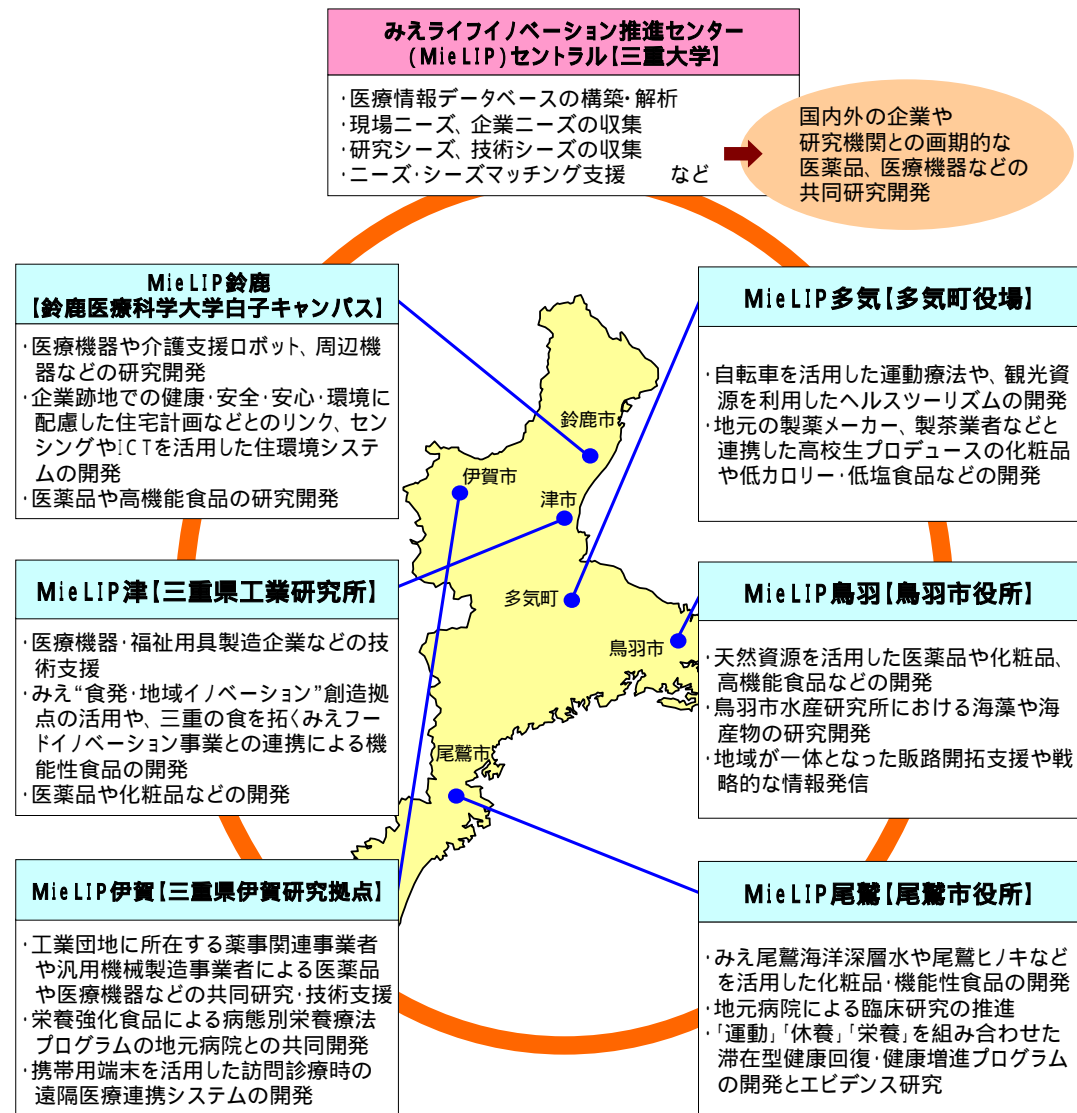 みえライフイノベーション推進センター
(MieLIP)セントラル【三重大学】
・医療情報データベースの構築・解析
・現場ニーズ、企業ニーズの収集
・研究シーズ、技術シーズの収集
・ニーズ・シーズマッチング支援　　など
国内外の企業や
研究機関との画期的な
医薬品、医療機器などの
共同研究開発
MieLIP鈴鹿
【鈴鹿医療科学大学白子キャンパス】
・医療機器や介護支援ロボット、周辺機
器などの研究開発
・企業跡地での健康・安全・安心・環境に
配慮した住宅計画などとのリンク、セン
シングやICTを活用した住環境システ
ムの開発
・医薬品や高機能食品の研究開発
MieLIP多気【多気町役場】
・自転車を活用した運動療法や、観光資
源を利用したヘルスツーリズムの開発
・地元の製薬メーカー、製茶業者などと
連携した高校生プロデュースの化粧品
や低カロリー・低塩食品などの開発
鈴鹿市
伊賀市
津市
多気町
鳥羽市
尾鷲市
MieLIP津【三重県工業研究所】
・医療機器・福祉用具製造企業などの技
術支援
・みえ“食発・地域イノベーション”創造拠
点の活用や、三重の食を拓くみえフー
ドイノベーション事業との連携による機
能性食品の開発
・医薬品や化粧品などの開発
MieLIP鳥羽【鳥羽市役所】
・天然資源を活用した医薬品や化粧品、
高機能食品などの開発
・鳥羽市水産研究所における海藻や海
産物の研究開発
・地域が一体となった販路開拓支援や戦
略的な情報発信
MieLIP伊賀【三重県伊賀研究拠点】
・工業団地に所在する薬事関連事業者
や汎用機械製造事業者による医薬品
や医療機器などの共同研究・技術支援
・栄養強化食品による病態別栄養療法
プログラムの地元病院との共同開発
・携帯用端末を活用した訪問診療時の
遠隔医療連携システムの開発
MieLIP尾鷲【尾鷲市役所】
・みえ尾鷲海洋深層水や尾鷲ヒノキなど
を活用した化粧品・機能性食品の開発
・地元病院による臨床研究の推進
・「運動」「休養」「栄養」を組み合わせた
滞在型健康回復・健康増進プログラム
の開発とエビデンス研究